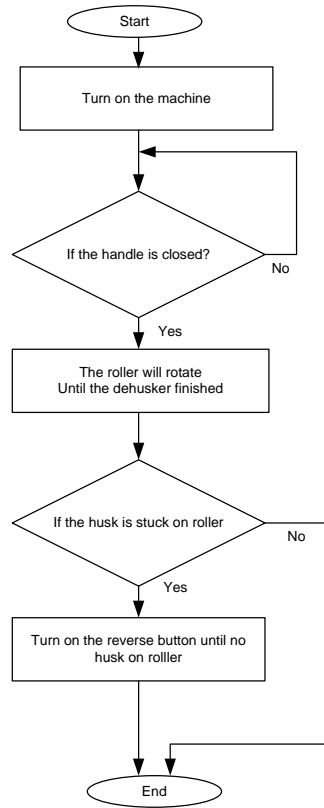 Start
Turn on the machine
If the handle is closed?
No
Yes
The roller will rotate
Until the dehusker finished
If the husk is stuck on roller
No
Yes
Turn on the reverse button until no
husk on rolller
End